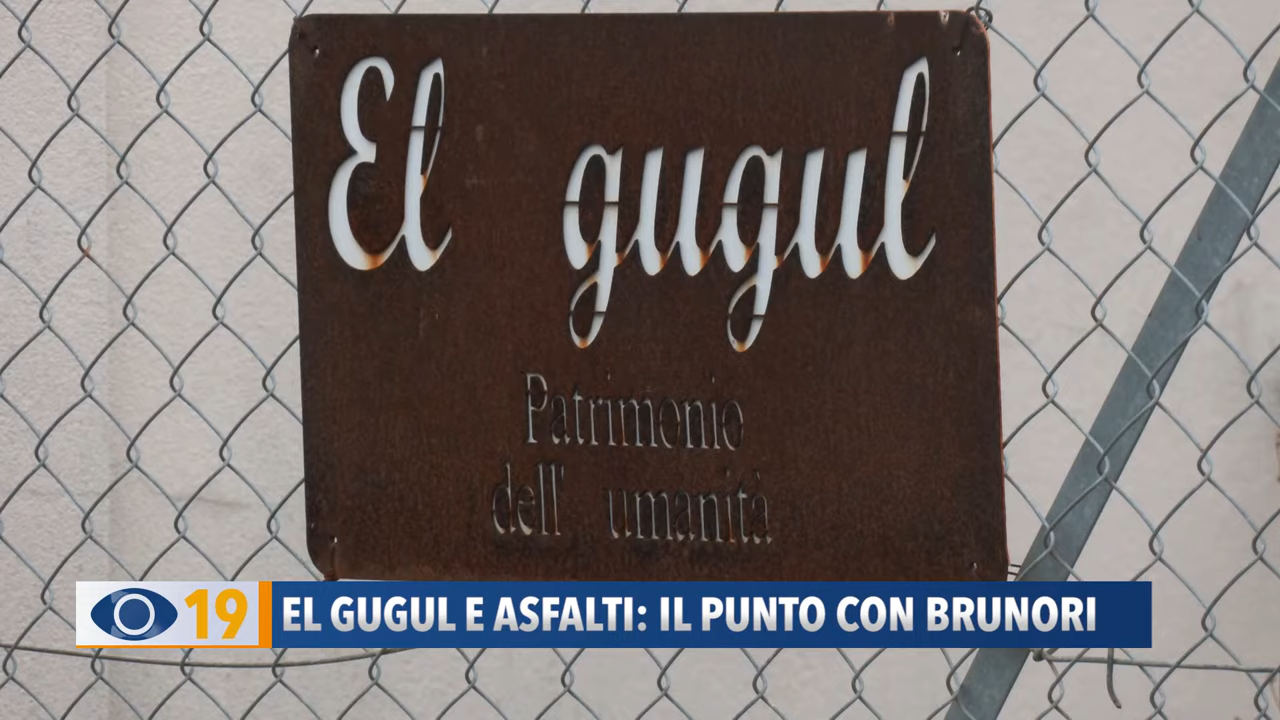 El gugul
Patrimonio
dell' umanità
19 EL GUGUL E ASFALTI: IL PUNTO CON BRUNORI